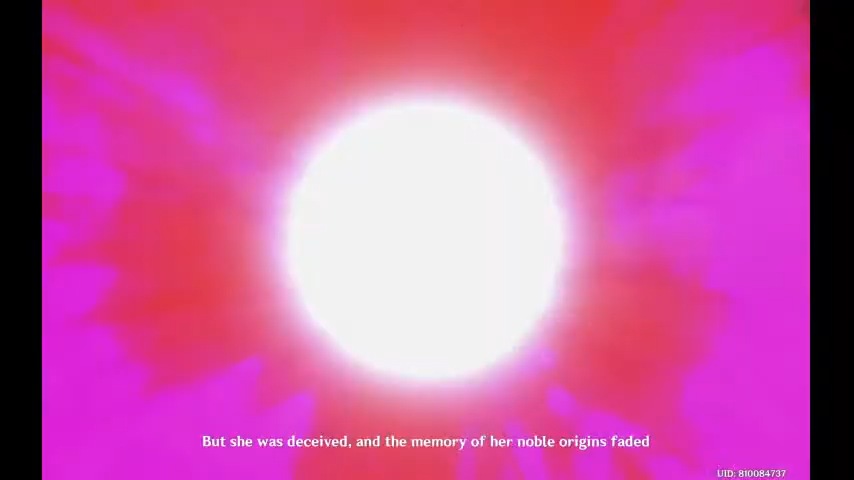 But she was deceived, and the memory of her noble origins faded
UID: 810084737